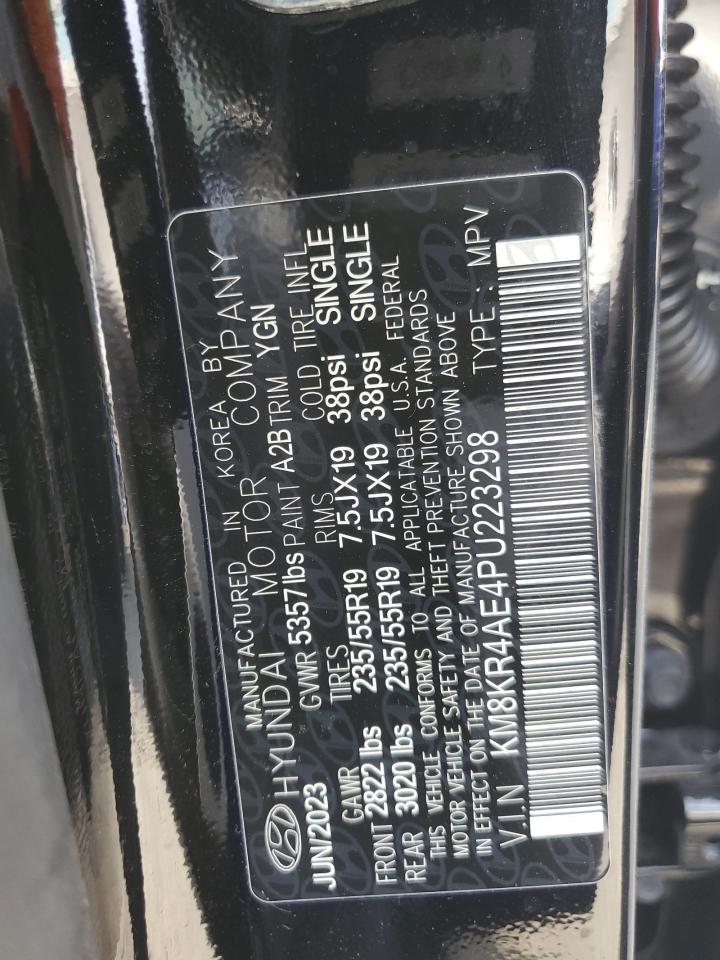 MANUFACTURED IN KOREA BY
HYUNDAI MOTOR COMPANY
JUN/2023 GVWR 5357lbs PAINT A2B TRIM YGN
GAWR TIRES RIMS COLD TIRE INFL
FRONT 2822 lbs 235/55R19 7.5JX19 38psi SINGLE
REAR 3020 lbs 235/55R19 7.5JX19 38psi SINGLE
THIS VEHICLE CONFORMS TO ALL APPLICABLE U.S.A. FEDERAL
MOTOR VEHICLE SAFETY AND THEFT PREVENTION STANDARDS
IN EFFECT ON THE DATE OF MANUFACTURE SHOWN ABOVE
V.I.N KM8KR4AE4PU223298 TYPE : MPV